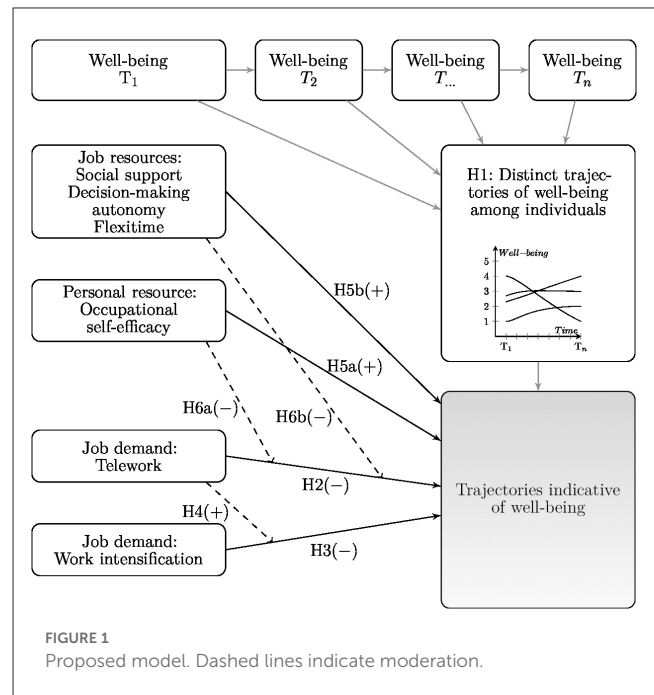 Well-being
T1
Well-being
T2
Well-being
T...
Well-being
Tn
Job resources:
Social support
Decision-making
autonomy
Flexitime
H1: Distinct trajec-
tories of well-being
among individuals
Well-being
5
4
3
2
1
Time
T1
Tn
Personal resource:
Occupational
self-efficacy
H5b(+)
H5a(+)
H6a(−)
H6b(−)
Job demand:
Telework
H2(−)
H4(+)
Job demand:
Work intensification
H3(−)
Trajectories indicative
of well-being
FIGURE 1
Proposed model. Dashed lines indicate moderation.